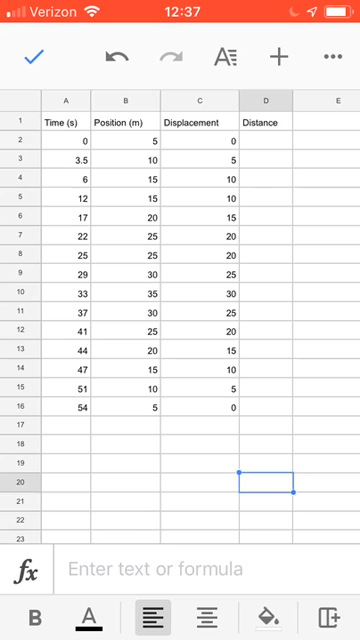 Verizon 12:37
A
A B C D E
1 Time (s) Position (m) Displacement Distance
2 0 5 0
3 3.5 10 5
4 6 15 10
5 12 15 10
6 17 20 15
7 22 25 20
8 25 25 20
9 29 30 25
10 33 35 30
11 37 30 25
12 41 25 20
13 44 20 15
14 47 15 10
15 51 10 5
16 54 5 0
17
18
19
20
21
22
23
fx Enter text or formula
B A